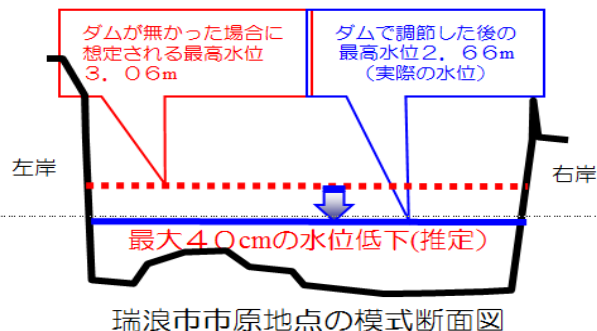 ダムが無かった場合に
想定される最高水位
3．06m
ダムで調節した後の
最高水位2．66m
（実際の水位）
左岸
右岸
最大40cmの水位低下(推定）
瑞浪市市原地点の模式断面図